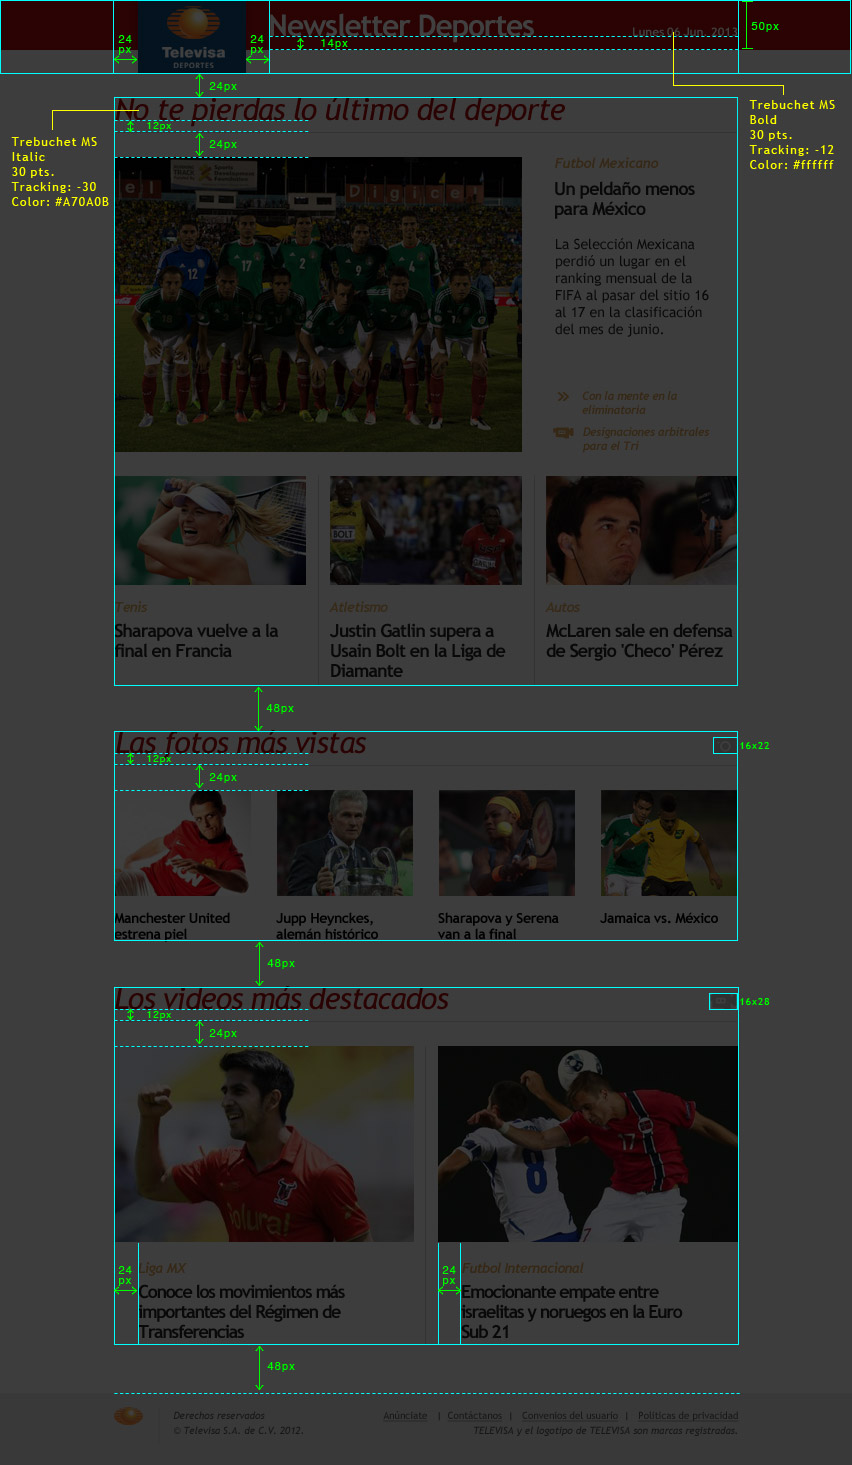 Newsletter Deportes
Lunes 06 Jun. 2013
50px
24
px
24
px
14px
Televisa
DEPORTES
24px
No te pierdas lo último del deporte
12px
24px
Trebuchet MS
Italic
30 pts.
Tracking: -30
Color: #A70A0B
Trebuchet MS
Bold
30 pts.
Tracking: -12
Color: #ffffff
Digicel
Futbol Mexicano
Un peldaño menos
para México
La Selección Mexicana
perdió un lugar en el
ranking mensual de la
FIFA al pasar del sitio 16
al 17 en la clasificación
del mes de junio.
Con la mente en la
eliminatoria
Designaciones arbitrales
para el Tri
12
17
2
9
4
BOLT
Tenis
Sharapova vuelve a la
final en Francia
Atletismo
Justin Gatlin supera a
Usain Bolt en la Liga de
Diamante
Autos
McLaren sale en defensa
de Sergio 'Checo' Pérez
48px
Las fotos más vistas
16x22
12px
24px
Manchester United
estrena piel
Jupp Heynckes,
alemán histórico
Sharapova y Serena
van a la final
Jamaica vs. México
48px
Los videos más destacados
16x28
12px
24px
8
17
24
px
Liga MX
Conoce los movimientos más
importantes del Régimen de
Transferencias
24
px
Futbol Internacional
Emocionante empate entre
israelitas y noruegos en la Euro
Sub 21
48px
Derechos reservados
© Televisa S.A. de C.V. 2012.
Anúnciate | Contáctanos | Convenios del usuario | Políticas de privacidad
TELEVISA y el logotipo de TELEVISA son marcas registradas.